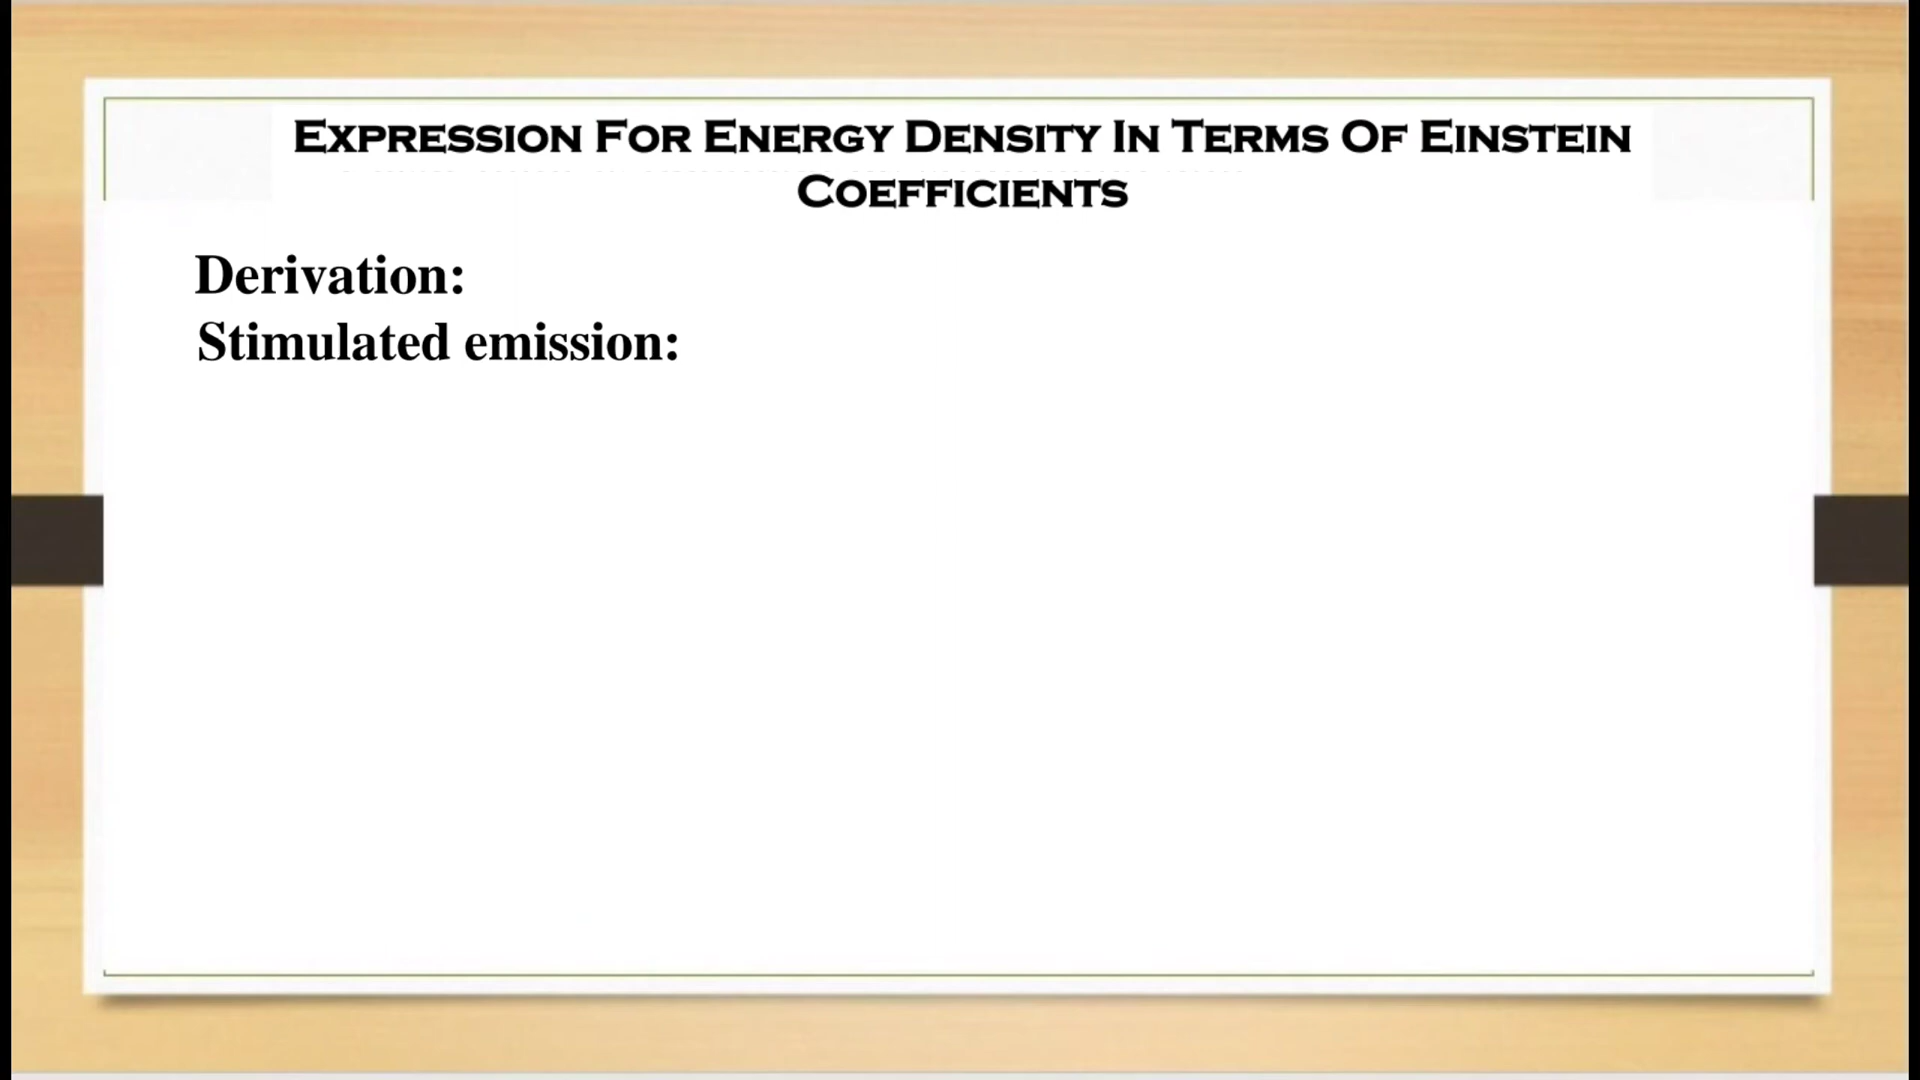 Expression For Energy Density In Terms Of Einstein
Coefficients
Derivation:
Stimulated emission: